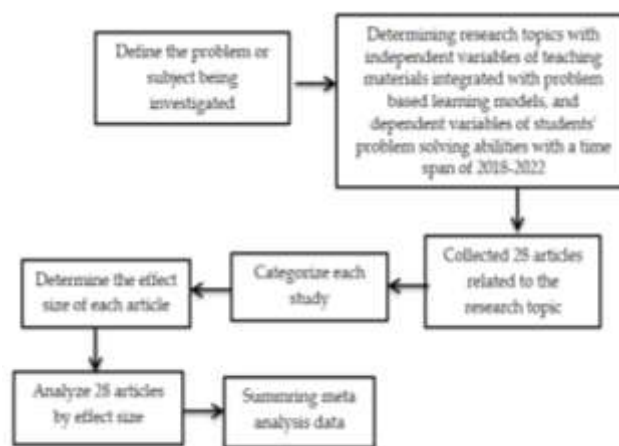 Define the problem or
subject being
investigated
Determining research topics with
independent variables of teaching
materials integrated with problem
based learning models, and
dependent variables of students'
problem solving abilities with a time
span of 2018-2022
Collected 28 articles
related to the
research topic
Categorize each
study
Determine the effect
size of each article
Analyze 28 articles
by effect size
Summring meta
analysis data